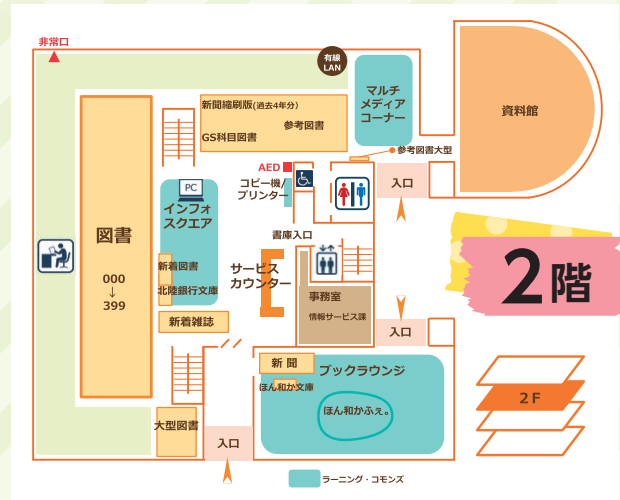 非常口
有線
LAN
マルチ
メディア
コーナー
資料館
新聞縮刷版(過去4年分)
参考図書
GS科目図書
参考図書大型
AED
コピー機/
プリンター
入口
PC
インフォ
スクエア
図書
000
↓
399
書庫入口
新着図書
北陸銀行文庫
サービス
カウンター
事務室
情報サービス課
新着雑誌
入口
2階
新聞
ブックラウンジ
ほん和か文庫
ほん和かふぇ。
大型図書
入口
2F
ラーニング・コモンズ